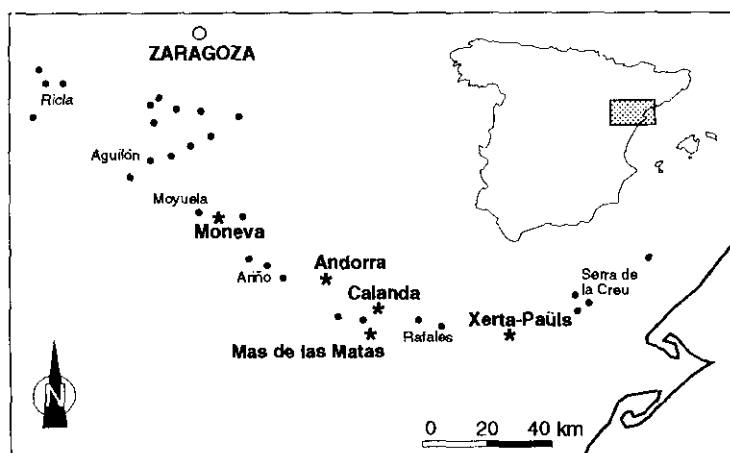 ZARAGOZA
Ricla
Aguilón
Moyuela
Moneva
Ariño
Andorra
Calanda
Mas de las Matas
Rafales
Xerta-Paüls
Serra de
la Creu
N
0 20 40 km